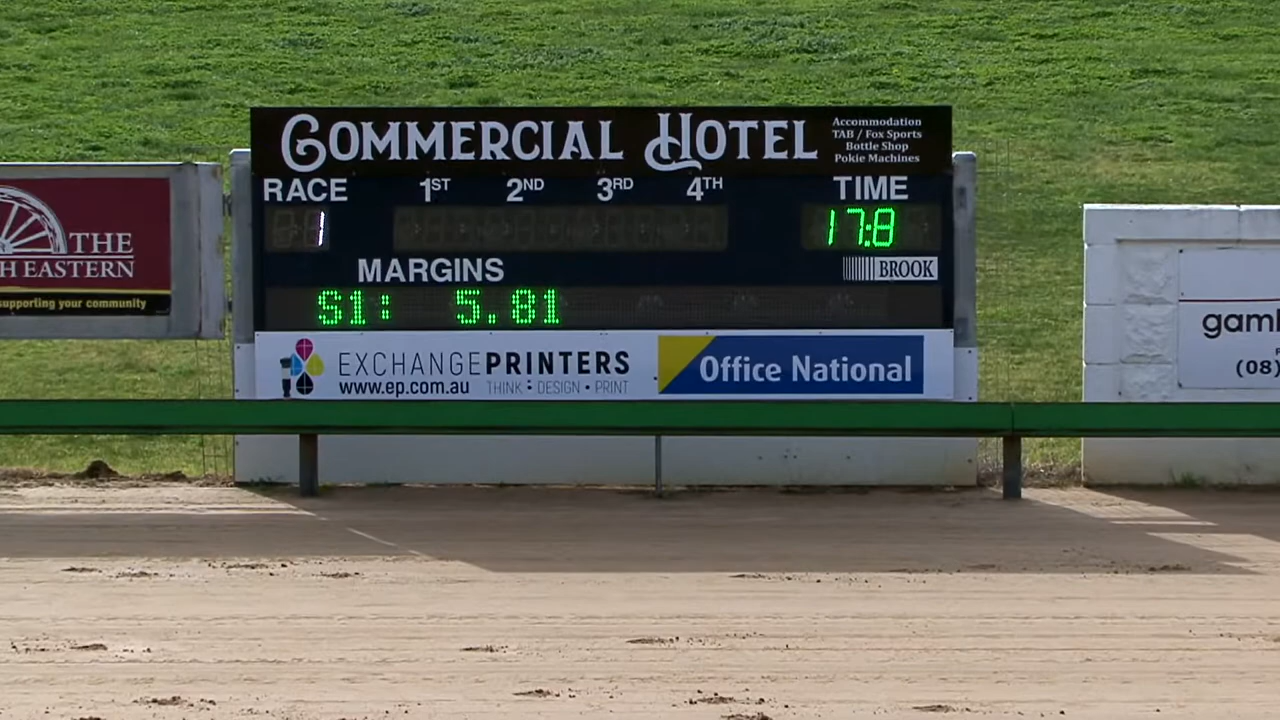 COMMERCIAL HOTEL
Accommodation
TAB / Fox Sports
Bottle Shop
Pokie Machines
RACE 1ST 2ND 3RD 4TH TIME
1 17:8
MARGINS
BROOK
S1: 5.81
EXCHANGEPRINTERS
www.ep.com.au THINK • DESIGN • PRINT
Office National
THE
EASTERN
supporting your community
(08)